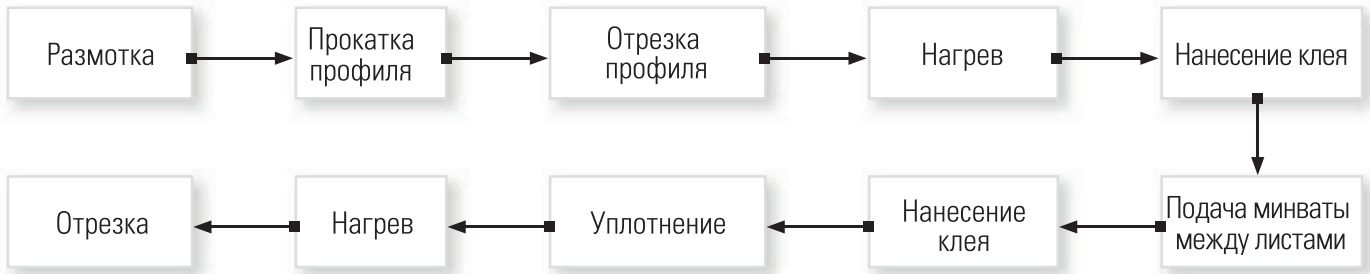 Размотка
Прокатка
профиля
Отрезка
профиля
Нагрев
Нанесение клея
Подача минваты
между листами
Нанесение
клея
Уплотнение
Нагрев
Отрезка